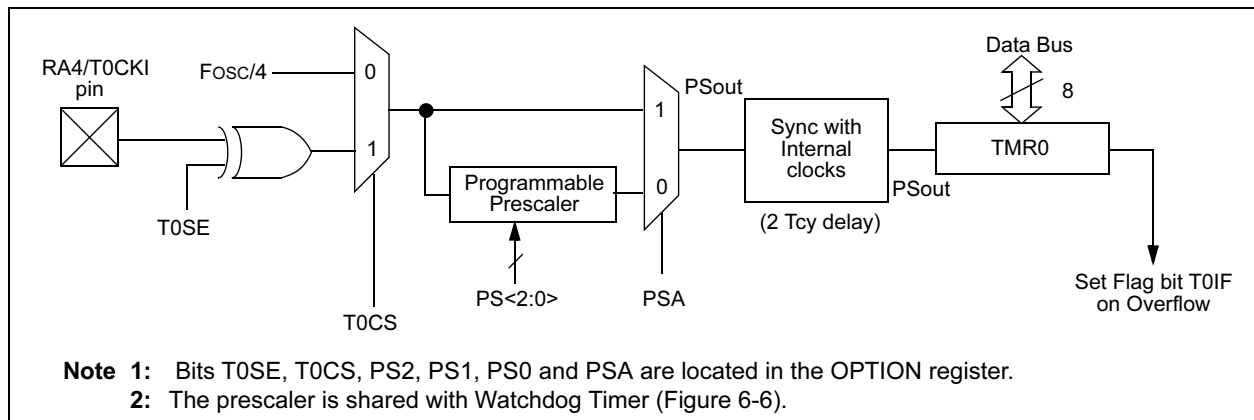 RA4/T0CKI
pin
FOSC/4
0
1
T0SE
T0CS
Programmable
Prescaler
PS<2:0>
1
0
PSA
PSout
Sync with
Internal
clocks
(2 Tcy delay)
PSout
Data Bus
8
TMR0
Set Flag bit T0IF
on Overflow
Note 1: Bits T0SE, T0CS, PS2, PS1, PS0 and PSA are located in the OPTION register.
2: The prescaler is shared with Watchdog Timer (Figure 6-6).